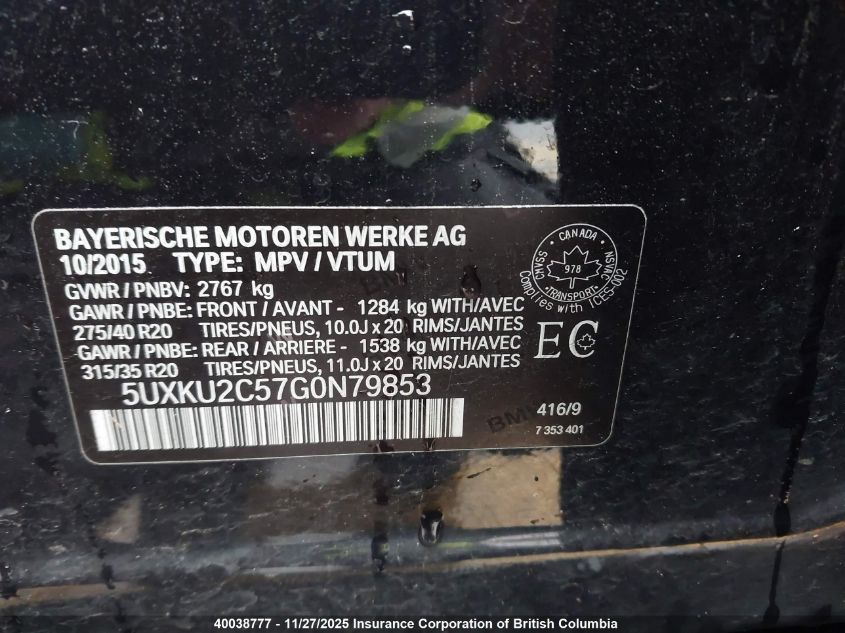 BAYERISCHE MOTOREN WERKE AG
10/2015 TYPE: MPV / VTUM
GVWR / PNBV: 2767 kg
GAWR / PNBE: FRONT / AVANT - 1284 kg WITH/AVEC
275/40 R20 TIRES/PNEUS, 10.0J x 20 RIMS/JANTES
GAWR / PNBE: REAR / ARRIERE - 1538 kg WITH/AVEC
315/35 R20 TIRES/PNEUS, 11.0J x 20 RIMS/JANTES
5UXKU2C57G0N79853
CANADA
CMVSS
NSVAC
978
TRANSPORT
Complies with ICES-002
EC
416/9
7 353 401
BMW
40038777 - 11/27/2025 Insurance Corporation of British Columbia